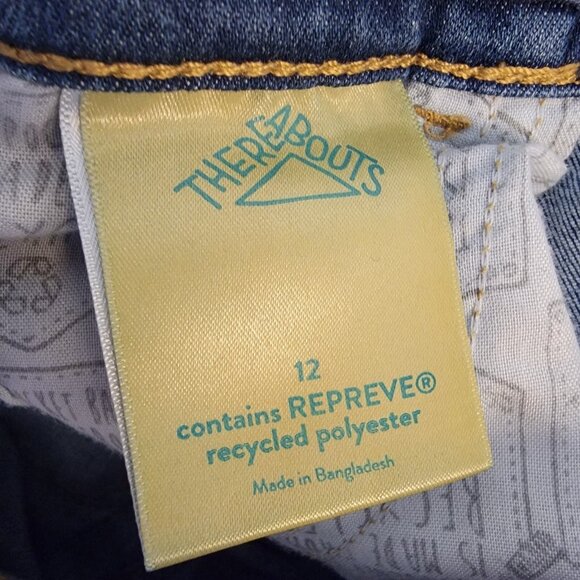 THEREABOUTS
12
contains REPREVE®
recycled polyester
Made in Bangladesh